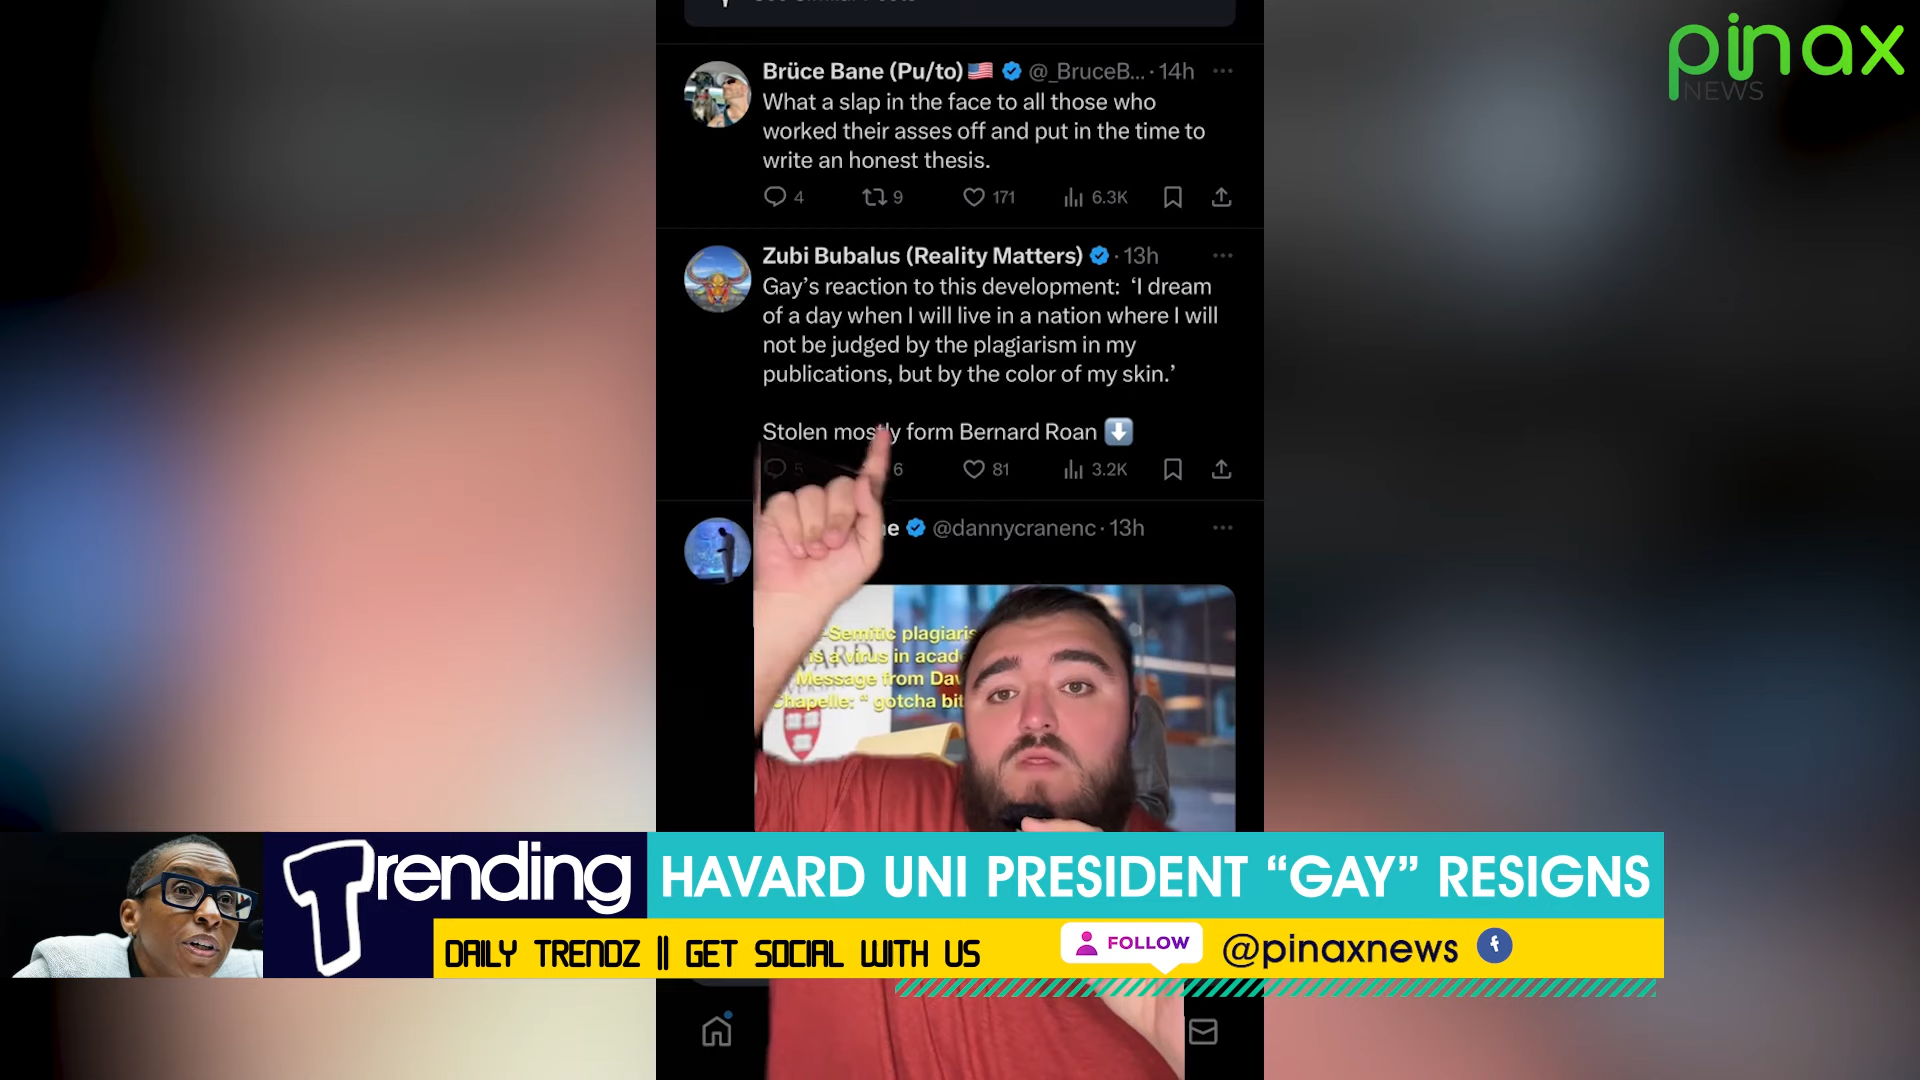 pinax
NEWS
Brüce Bane (Pu/to) @_BruceB... · 14h
What a slap in the face to all those who
worked their asses off and put in the time to
write an honest thesis.
4 9 171 6.3K
Zubi Bubalus (Reality Matters) · 13h
Gay's reaction to this development: ‘I dream
of a day when I will live in a nation where I will
not be judged by the plagiarism in my
publications, but by the color of my skin.’
Stolen mostly form Bernard Roan
5 6 81 3.2K
@dannycranenc · 13h
-Semitic
is a virus in
Message from
Chapelle: “ gotcha
Trending
HAVARD UNI PRESIDENT “GAY” RESIGNS
DAILY TRENDZ || GET SOCIAL WITH US
FOLLOW
@pinaxnews